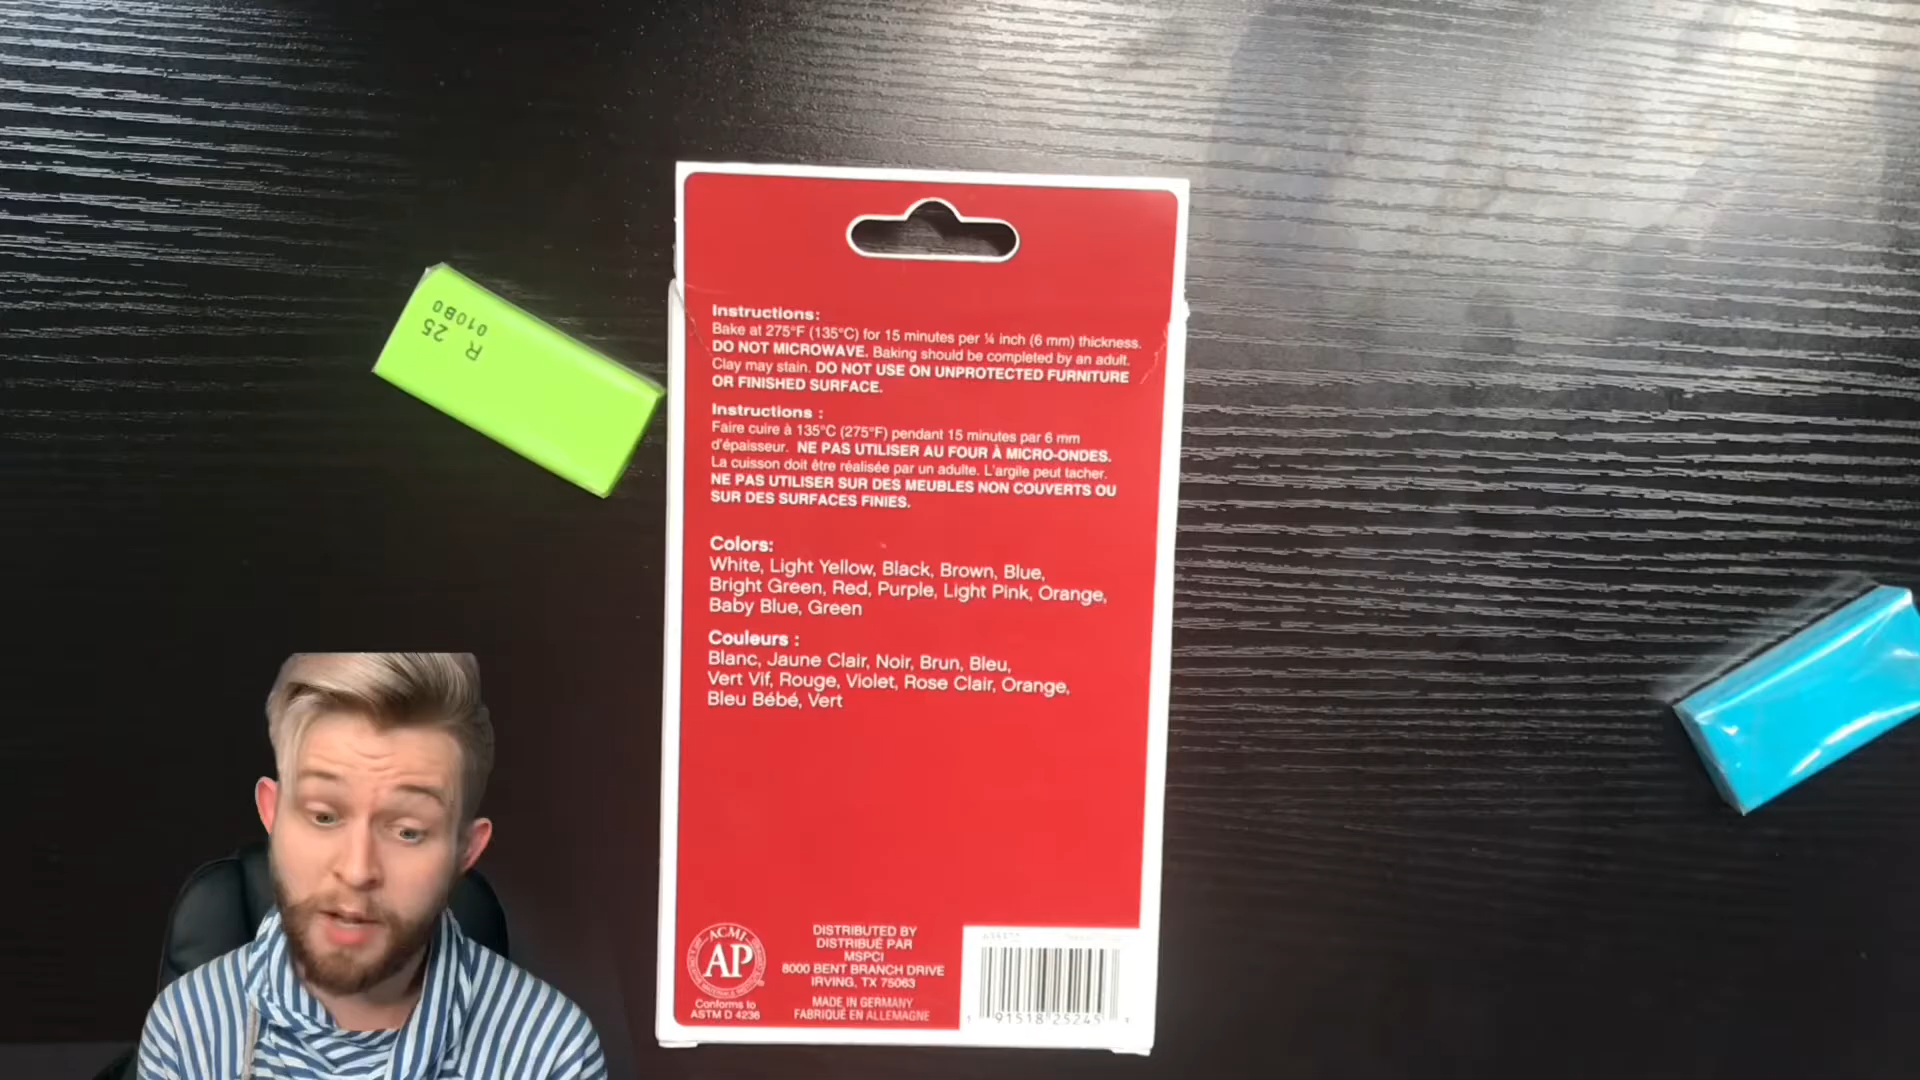 Instructions:
Bake at 275°F (135°C) for 15 minutes per ¼ inch (6 mm) thickness.
DO NOT MICROWAVE. Baking should be completed by an adult.
Clay may stain. DO NOT USE ON UNPROTECTED FURNITURE
OR FINISHED SURFACE.
Instructions :
Faire cuire à 135°C (275°F) pendant 15 minutes par 6 mm
d'épaisseur. NE PAS UTILISER AU FOUR À MICRO-ONDES.
La cuisson doit être réalisée par un adulte. L'argile peut tacher.
NE PAS UTILISER SUR DES MEUBLES NON COUVERTS OU
SUR DES SURFACES FINIES.
Colors:
White, Light Yellow, Black, Brown, Blue,
Bright Green, Red, Purple, Light Pink, Orange,
Baby Blue, Green
Couleurs :
Blanc, Jaune Clair, Noir, Brun, Bleu,
Vert Vif, Rouge, Violet, Rose Clair, Orange,
Bleu Bébé, Vert
ACMI
AP
Conforms to
ASTM D 4236
DISTRIBUTED BY
DISTRIBUÉ PAR
MSPCI
8000 BENT BRANCH DRIVE
IRVING, TX 75063
MADE IN GERMANY
FABRIQUÉ EN ALLEMAGNE
1 91518 25245
R 25
010B0